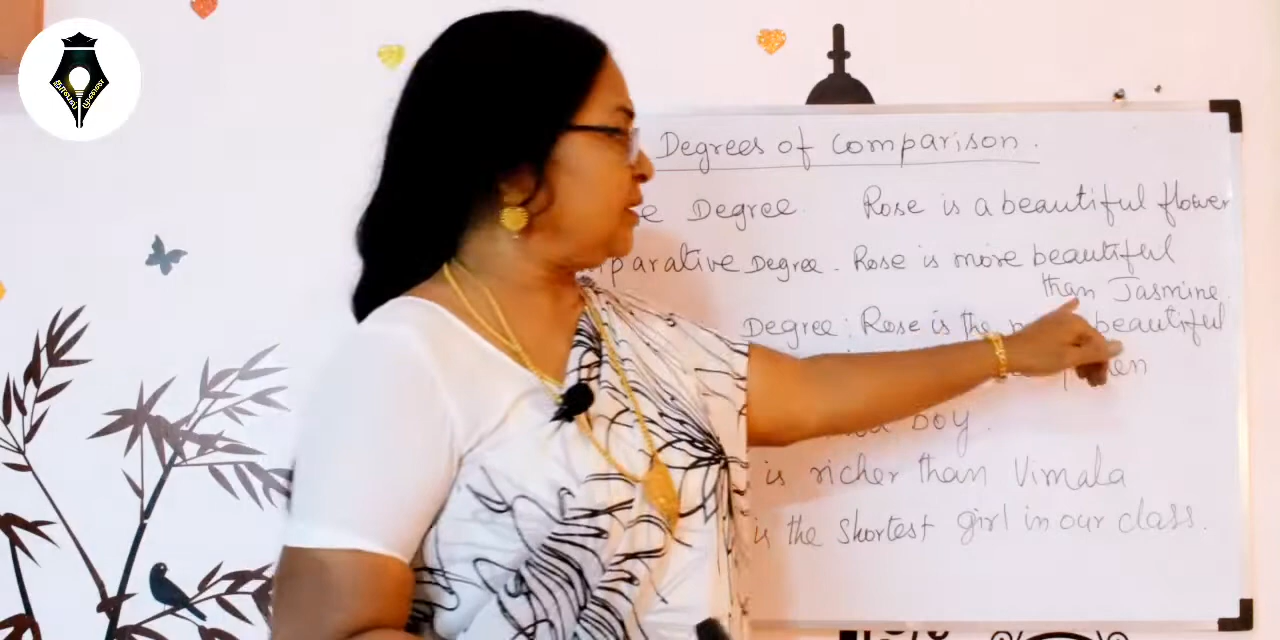 Degrees of Comparison.
Degree. Rose is a beautiful flower
Degree. Rose is more beautiful
than Jasmine.
Degree: Rose is the beautiful
boy.
is richer than Vimala
is the shortest girl in our class.